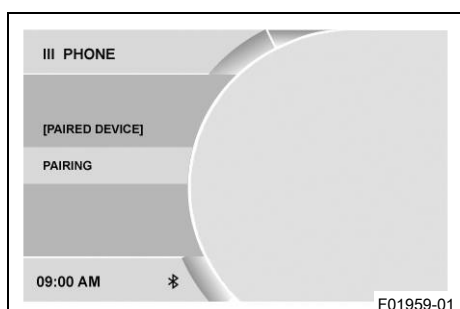 III PHONE
[PAIRED DEVICE]
PAIRING
09:00 AM
F01959-01